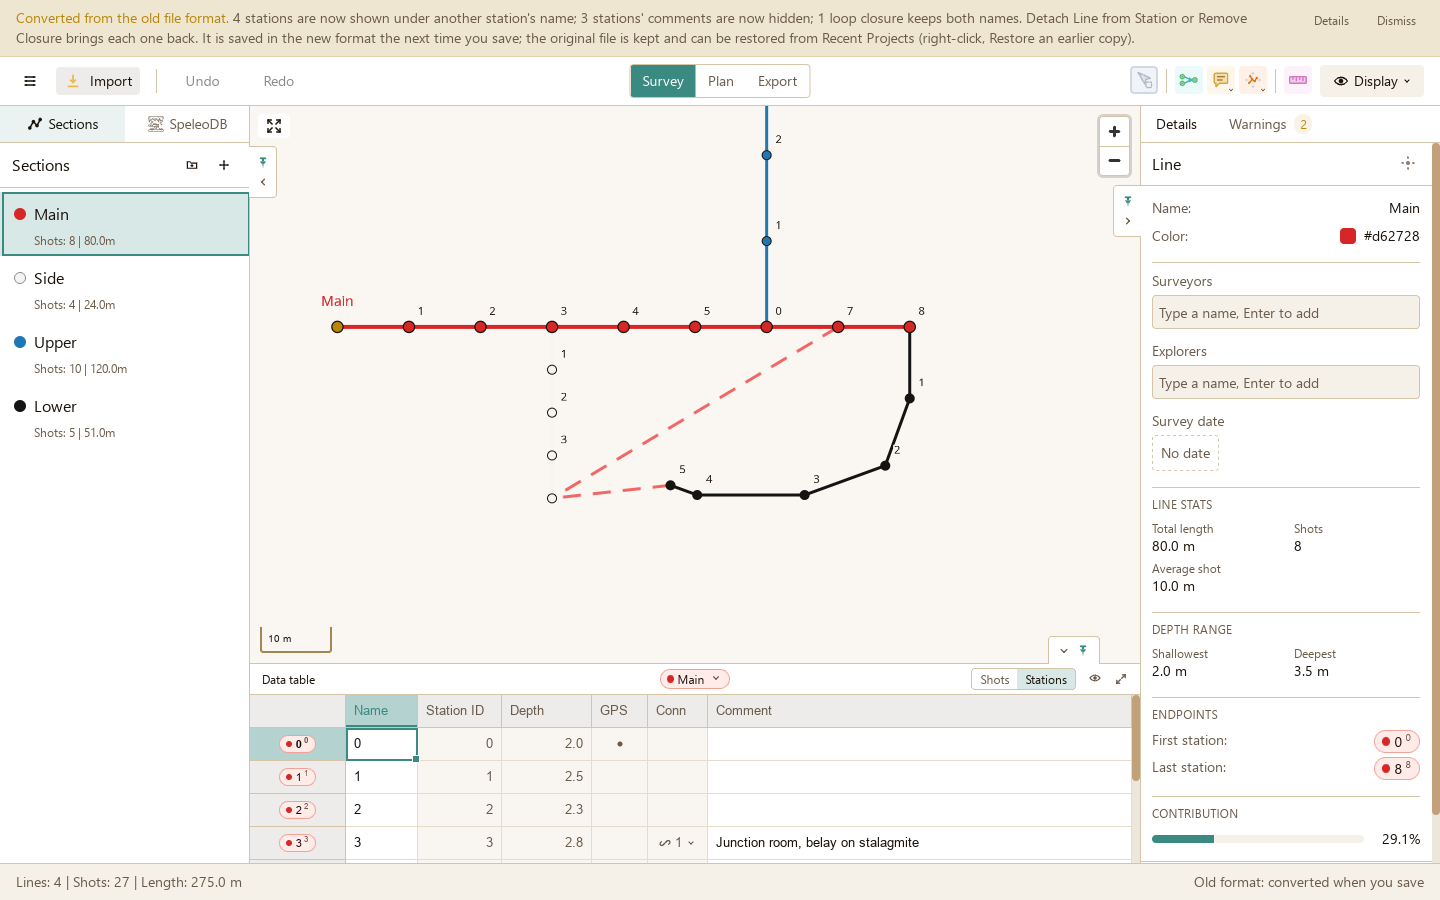 Converted from the old file format. 4 stations are now shown under another station's name; 3 stations' comments are now hidden; 1 loop closure keeps both names. Detach Line from Station or Remove
Closure brings each one back. It is saved in the new format the next time you save; the original file is kept and can be restored from Recent Projects (right-click, Restore an earlier copy).
Details
Dismiss
Import
Undo
Redo
Survey
Plan
Export
Display
Sections
SpeleoDB
Sections
Main
Shots: 8 | 80.0m
Side
Shots: 4 | 24.0m
Upper
Shots: 10 | 120.0m
Lower
Shots: 5 | 51.0m
2
1
Main
1
2
3
4
5
0
7
8
1
2
3
1
2
3
4
5
10 m
Data table
Main
Shots
Stations
Name
Station ID
Depth
GPS
Conn
Comment
0 0
0
0
2.0
1 1
1
1
2.5
2 2
2
2
2.3
3 3
3
3
2.8
1
Junction room, belay on stalagmite
Details
Warnings 2
Line
Name:
Main
Color:
#d62728
Surveyors
Type a name, Enter to add
Explorers
Type a name, Enter to add
Survey date
No date
LINE STATS
Total length
Shots
80.0 m
8
Average shot
10.0 m
DEPTH RANGE
Shallowest
Deepest
2.0 m
3.5 m
ENDPOINTS
First station:
0 0
Last station:
8 8
CONTRIBUTION
29.1%
Lines: 4 | Shots: 27 | Length: 275.0 m
Old format: converted when you save